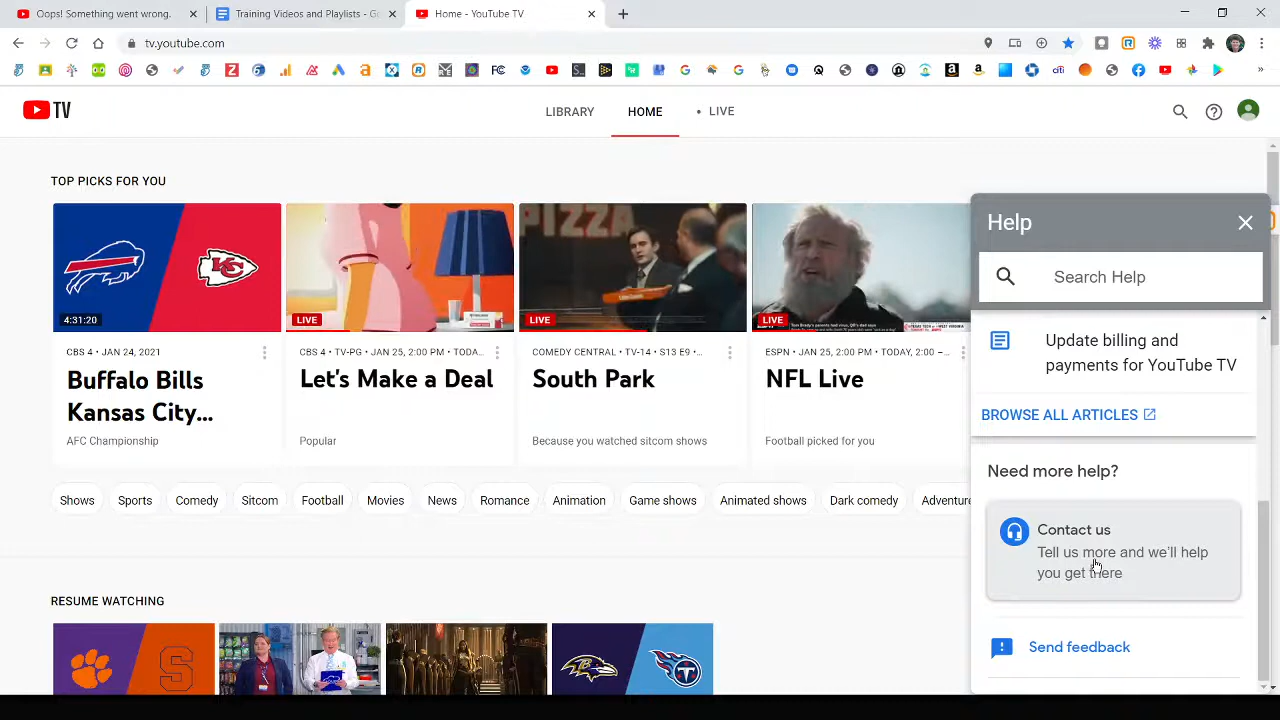 Oops! Something went wrong.
Training Videos and Playlists - G
Home - YouTube TV
tv.youtube.com
TV
LIBRARY
HOME
• LIVE
TOP PICKS FOR YOU
PIZZA
4:31:20
LIVE
LIVE
LIVE
CBS 4 • JAN 24, 2021
CBS 4 • TV-PG • JAN 25, 2:00 PM • TODA...
COMEDY CENTRAL • TV-14 • S13 E9 •...
ESPN • JAN 25, 2:00 PM • TODAY, 2:00 –...
Buffalo Bills
Kansas City...
Let's Make a Deal
South Park
NFL Live
AFC Championship
Popular
Because you watched sitcom shows
Football picked for you
Shows
Sports
Comedy
Sitcom
Football
Movies
News
Romance
Animation
Game shows
Animated shows
Dark comedy
Adventure
RESUME WATCHING
Help
Search Help
Update billing and
payments for YouTube TV
BROWSE ALL ARTICLES
Need more help?
Contact us
Tell us more and we'll help
you get there
Send feedback